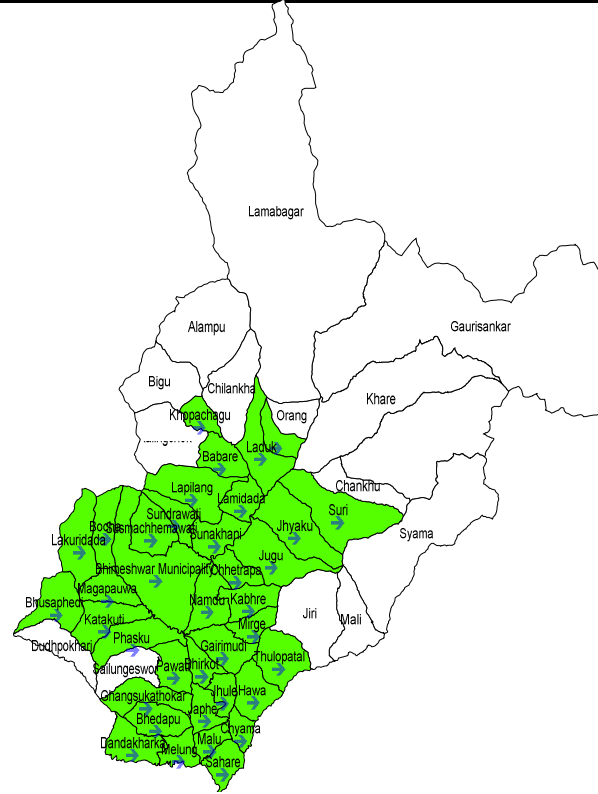 Lamabagar
Alampu
Gaurisankar
Bigu
Chilankha
Khare
Khopachagu
Orang
Laduk
Babare
Lapilang
Chankhu
Lamidada
Suri
Sundrawati
Jhyaku
Syama
Lakuridada
Sunakhani
Jugu
Bhimeshwar Municipality
Chhetrapa
Magapauwa
Bhusaphedi
Namdu
Kabhre
Jiri
Mali
Katakuti
Mirge
Phasku
Dudhpokhari
Gairimudi
Thulopatal
Sailungeswor
Pawati
Bhirkot
Ghangsukathokar
Jhule
Hawa
Japhe
Bhedapu
Chyama
Dandakharka
Melung
Malu
Sahare